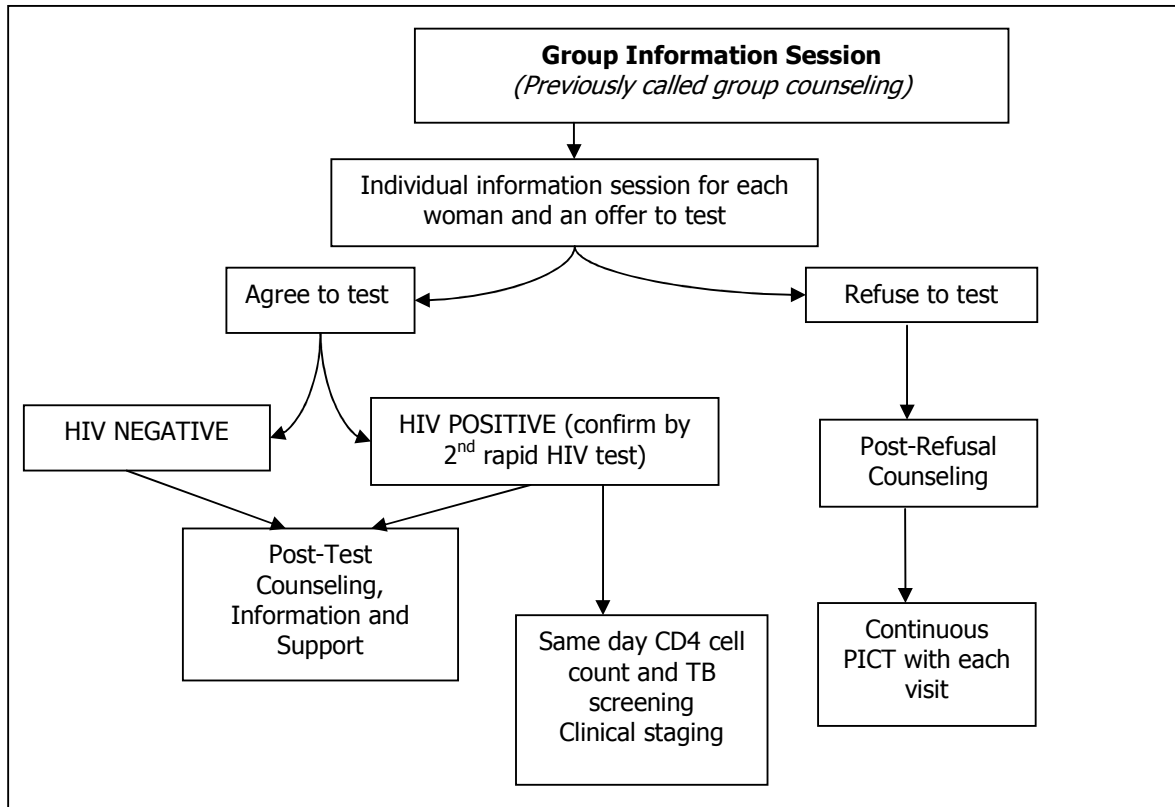 Group Information Session
(Previously called group counseling)
Individual information session for each
woman and an offer to test
Agree to test
Refuse to test
HIV NEGATIVE
HIV POSITIVE (confirm by
2nd rapid HIV test)
Post-Refusal
Counseling
Post-Test
Counseling,
Information and
Support
Same day CD4 cell
count and TB
screening
Clinical staging
Continuous
PICT with each
visit